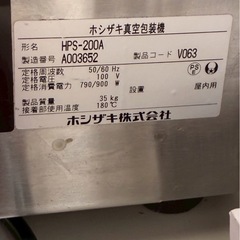 ホシザキ真空包装機
形名 HPS-200A
製造番号 A003652 製品コード V063
定格周波数 50/60 Hz
定格電圧 100 V 設置 屋内用
定格消費電力 790/900 W
製品質量 35 kg
接着部使用温度 180℃
ホシザキ株式会社